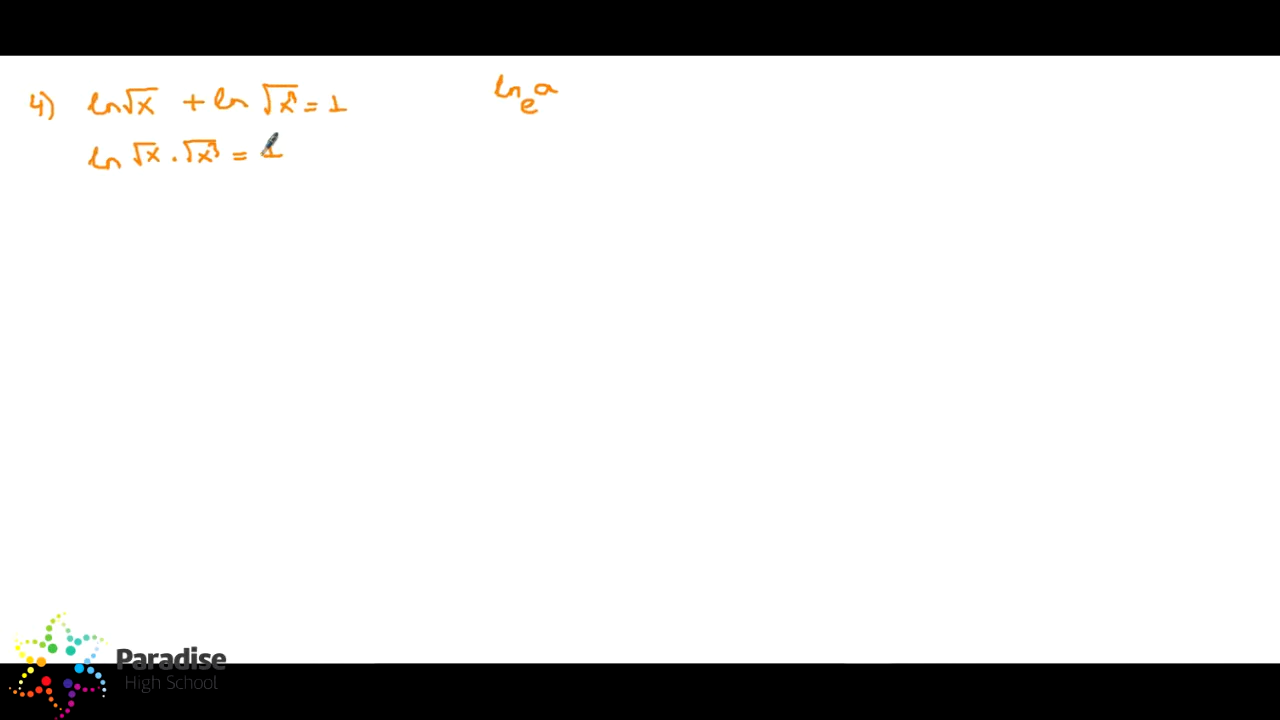 4) ln√x + ln √x³ = 1
ln √x . √x³ = 1
ln e a
Paradise
High School